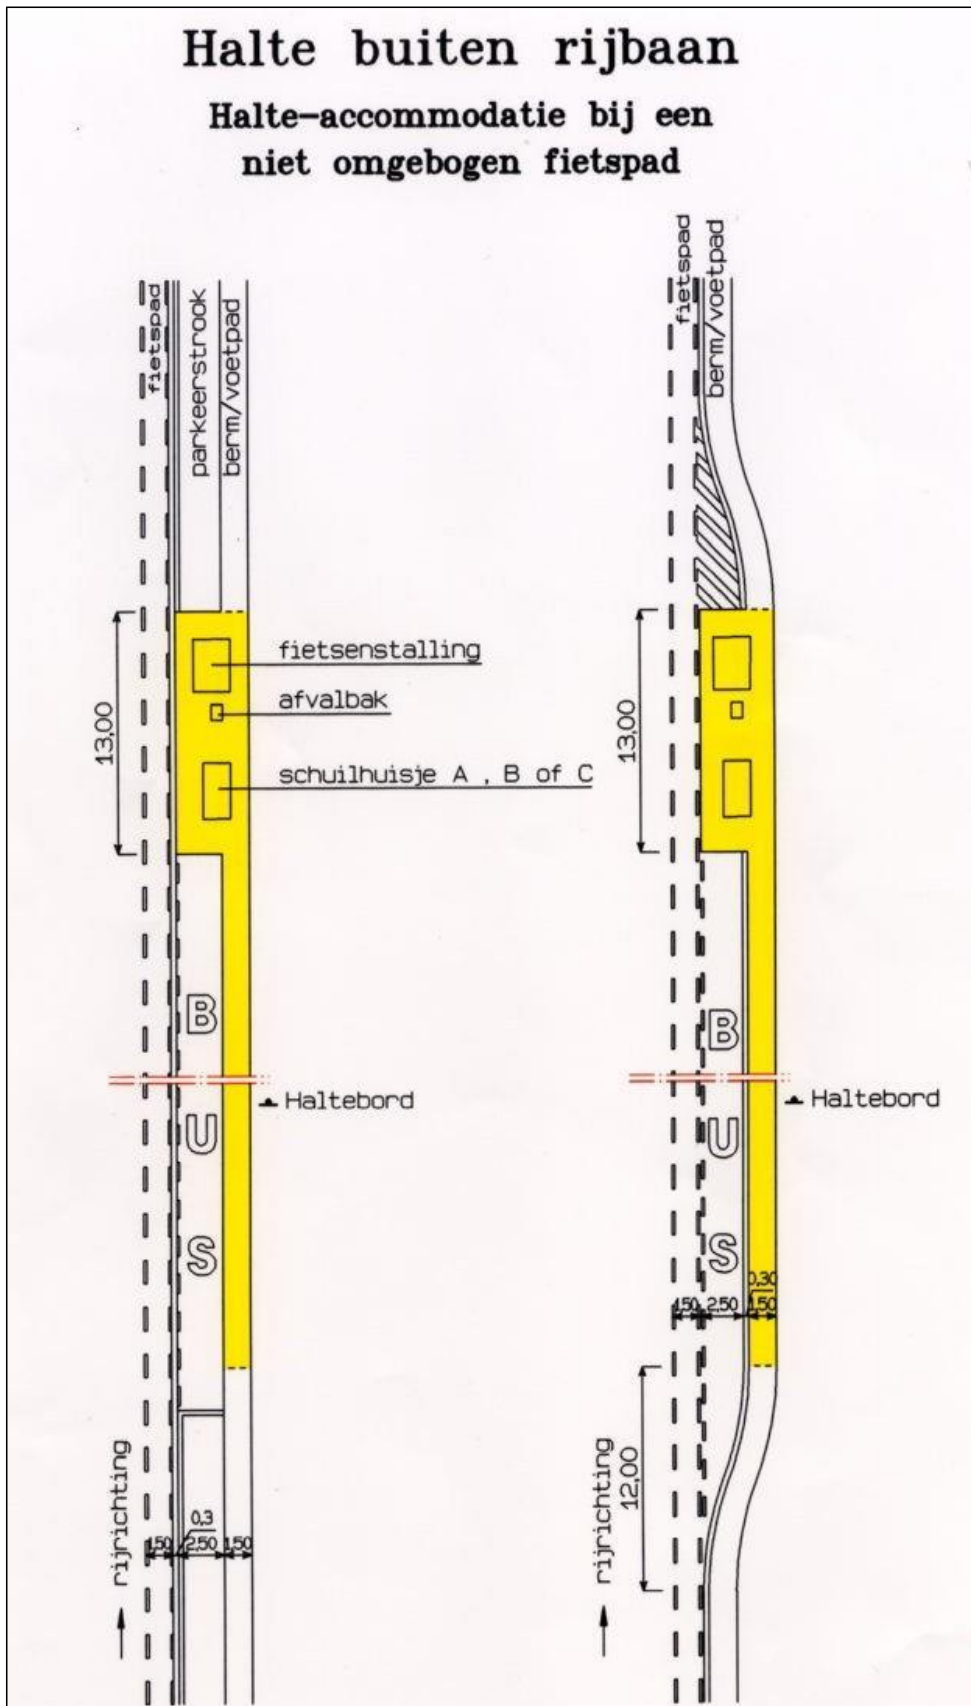 Halte buiten rijbaan
Halte-accommodatie bij een
niet omgebogen fietspad
fietspad
parkeerstrook
berm/voetpad
13,00
fietsenstalling
afvalbak
schuilhuisje A , B of C
B
U
S
Haltebord
rijrichting
1,50
0,3
2,50
1,50
fietspad
berm/voetpad
13,00
B
U
S
Haltebord
0,30
1,50
2,50
1,50
12,00
rijrichting